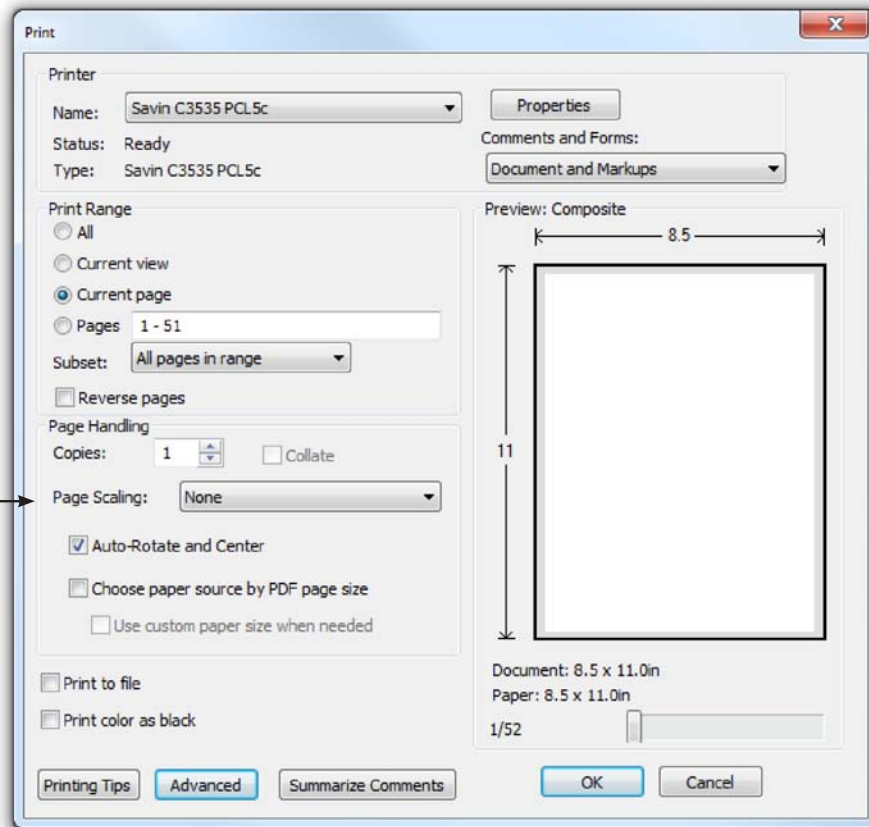 Print
Printer
Name: Savin C3535 PCL5c Properties
Status: Ready Comments and Forms:
Type: Savin C3535 PCL5c Document and Markups
Print Range
All
Current view
Current page
Pages 1 - 51
Subset: All pages in range
Reverse pages
Page Handling
Copies: 1 Collate
Page Scaling: None
Auto-Rotate and Center
Choose paper source by PDF page size
Use custom paper size when needed
Print to file
Print color as black
Preview: Composite
8.5
11
Document: 8.5 x 11.0in
Paper: 8.5 x 11.0in
1/52
Printing Tips Advanced Summarize Comments OK Cancel